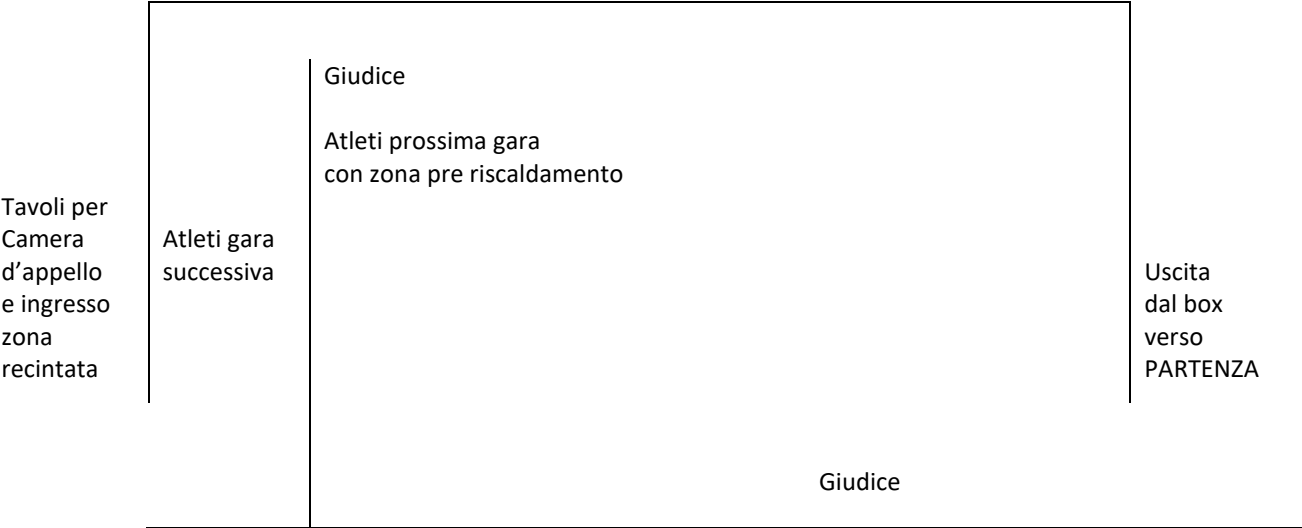 Tavoli per
Camera
d’appello
e ingresso
zona
recintata
Atleti gara
successiva
Giudice
Atleti prossima gara
con zona pre riscaldamento
Giudice
Uscita
dal box
verso
PARTENZA